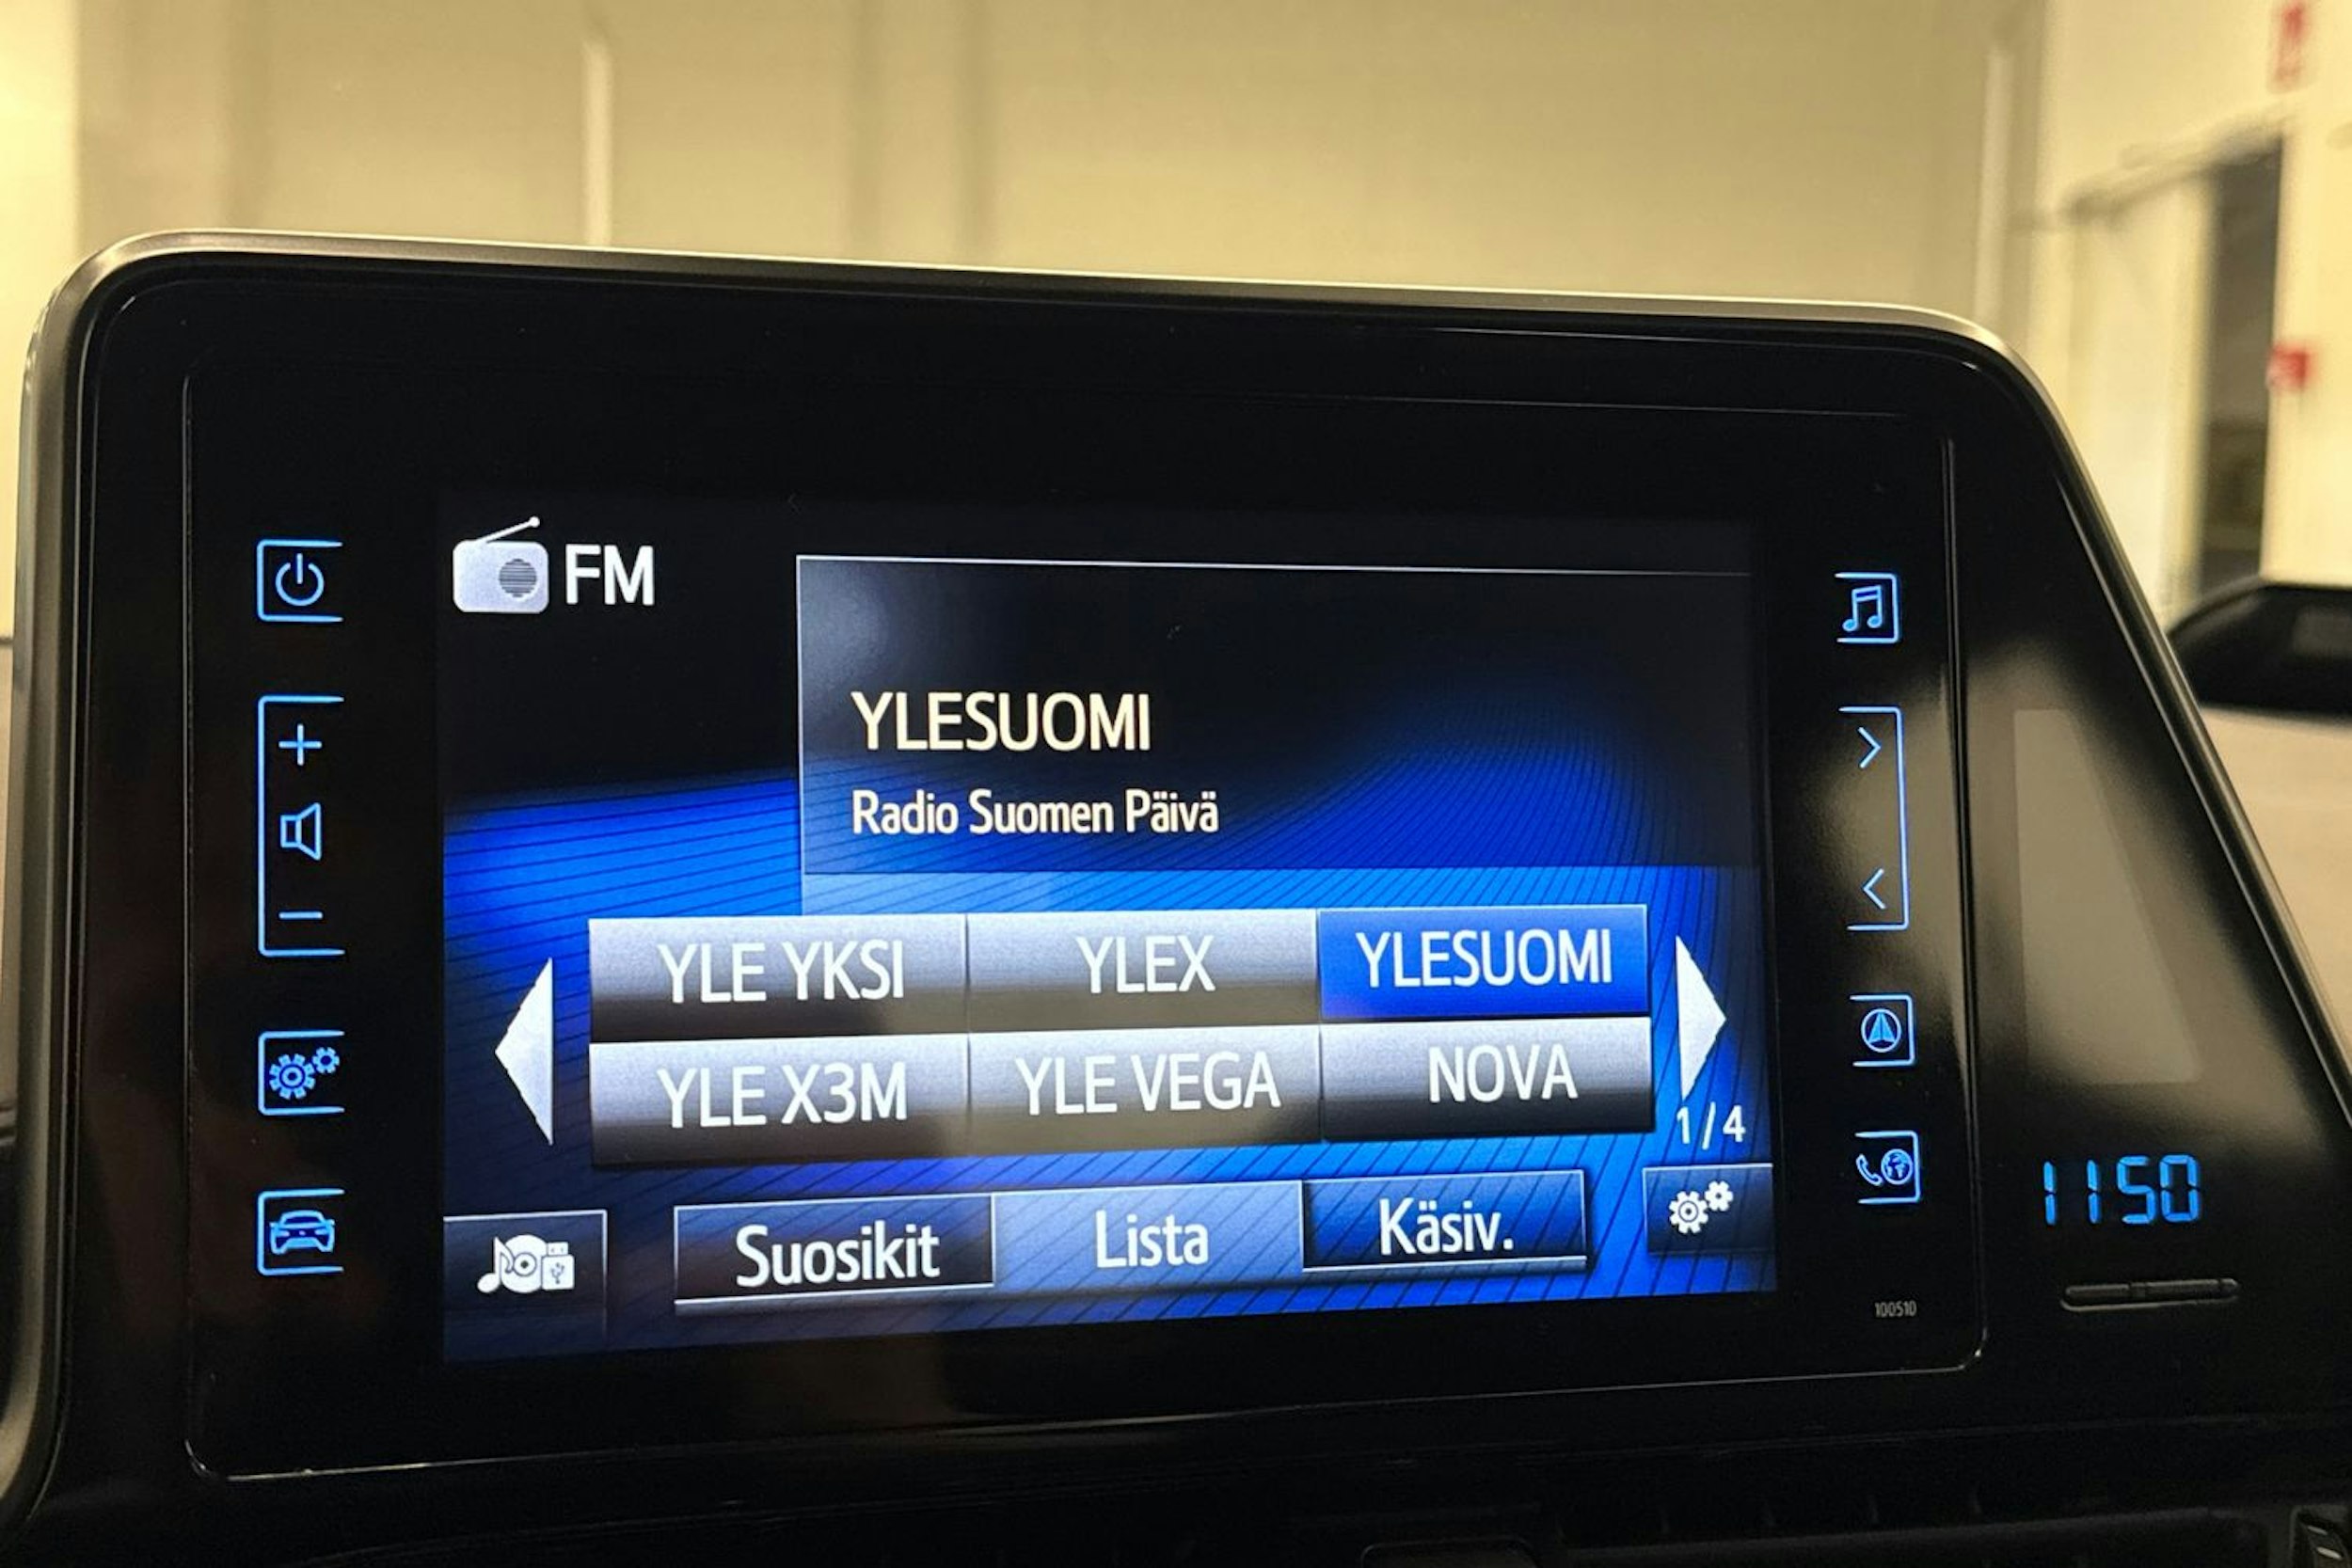 FM
YLESUOMI
Radio Suomen Päivä
YLE YKSI YLEX YLESUOMI
YLE X3M YLE VEGA NOVA
1/4
Suosikit Lista Käsiv.
1150
100510